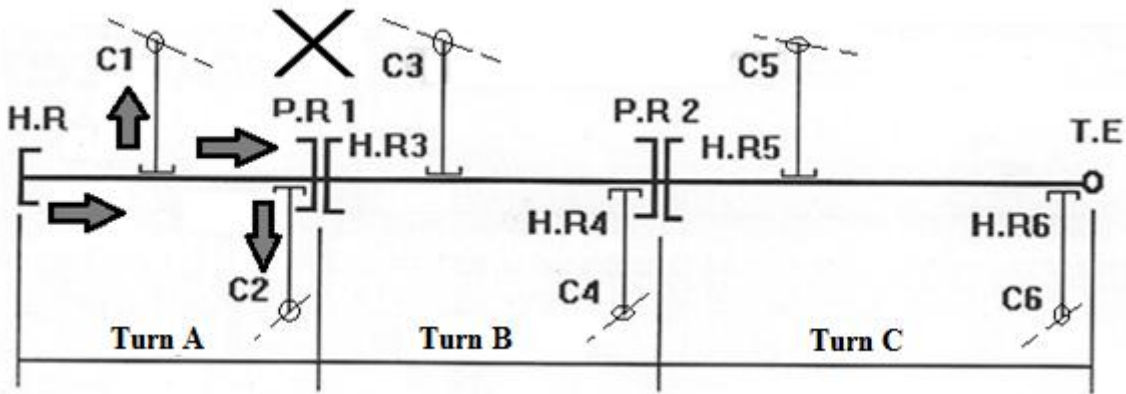 C1
C3
C5
H.R
P.R 1
H.R3
P.R 2
H.R5
T.E
C2
H.R4
C4
H.R6
C6
Turn A
Turn B
Turn C